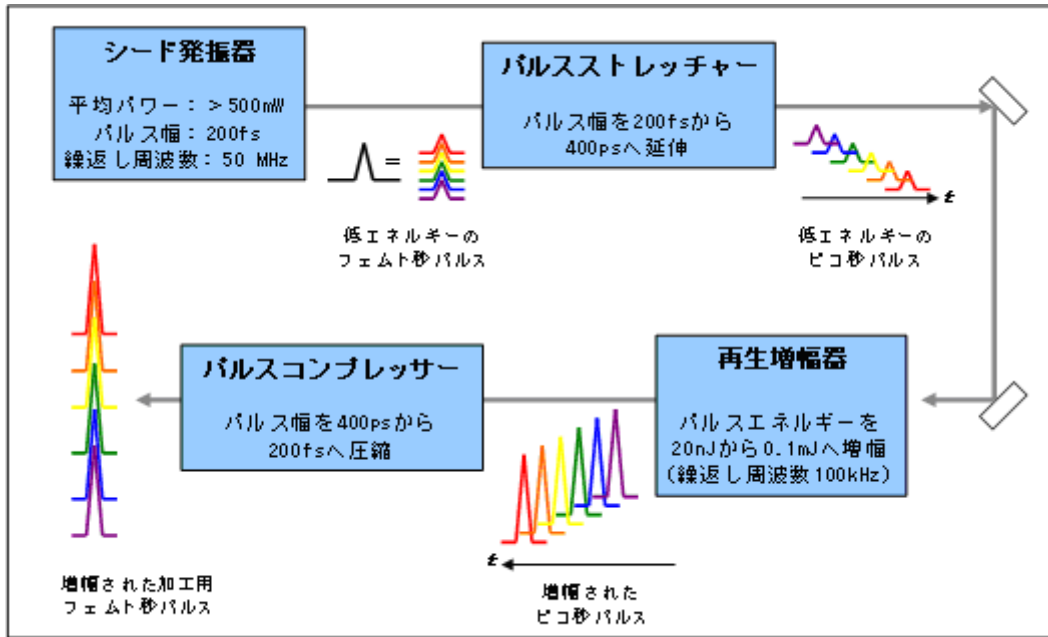 シード発振器
平均パワー：＞500mW
パルス幅：200fs
繰返し周波数：50 MHz
パルスストレッチャー
パルス幅を200fsから
400psへ延伸
=
低エネルギーの
フェムト秒パルス
t
低エネルギーの
ピコ秒パルス
再生増幅器
パルスエネルギーを
20nJから0.1mJへ増幅
(繰返し周波数100kHz)
t
増幅された
ピコ秒パルス
パルスコンプレッサー
パルス幅を400psから
200fsへ圧縮
増幅された加工用
フェムト秒パルス